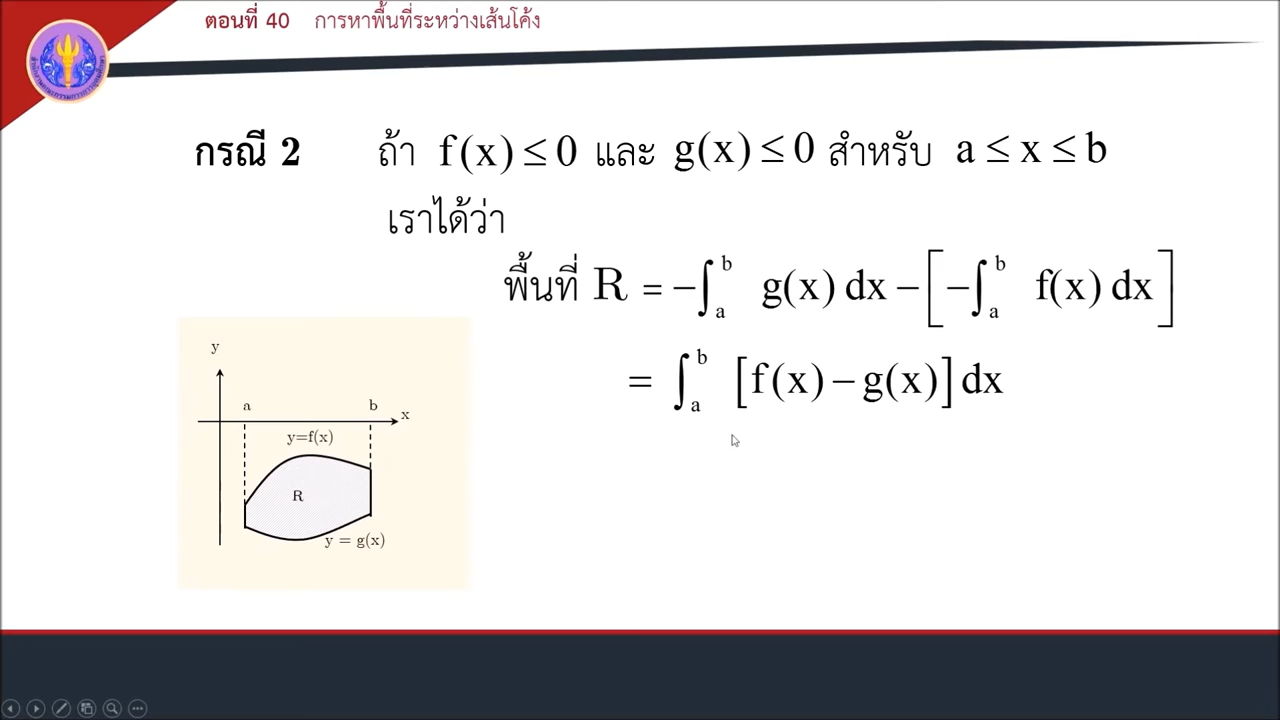 ตอนที่ 40 การหาพื้นที่ระหว่างเส้นโค้ง
กรณี 2 ถ้า f(x) ≤ 0 และ g(x) ≤ 0 สำหรับ a ≤ x ≤ b
เราได้ว่า
พื้นที่ R = −∫ₐᵇ g(x) dx − [−∫ₐᵇ f(x) dx]
= ∫ₐᵇ [f(x) − g(x)] dx
y
a b x
y=f(x)
R
y = g(x)